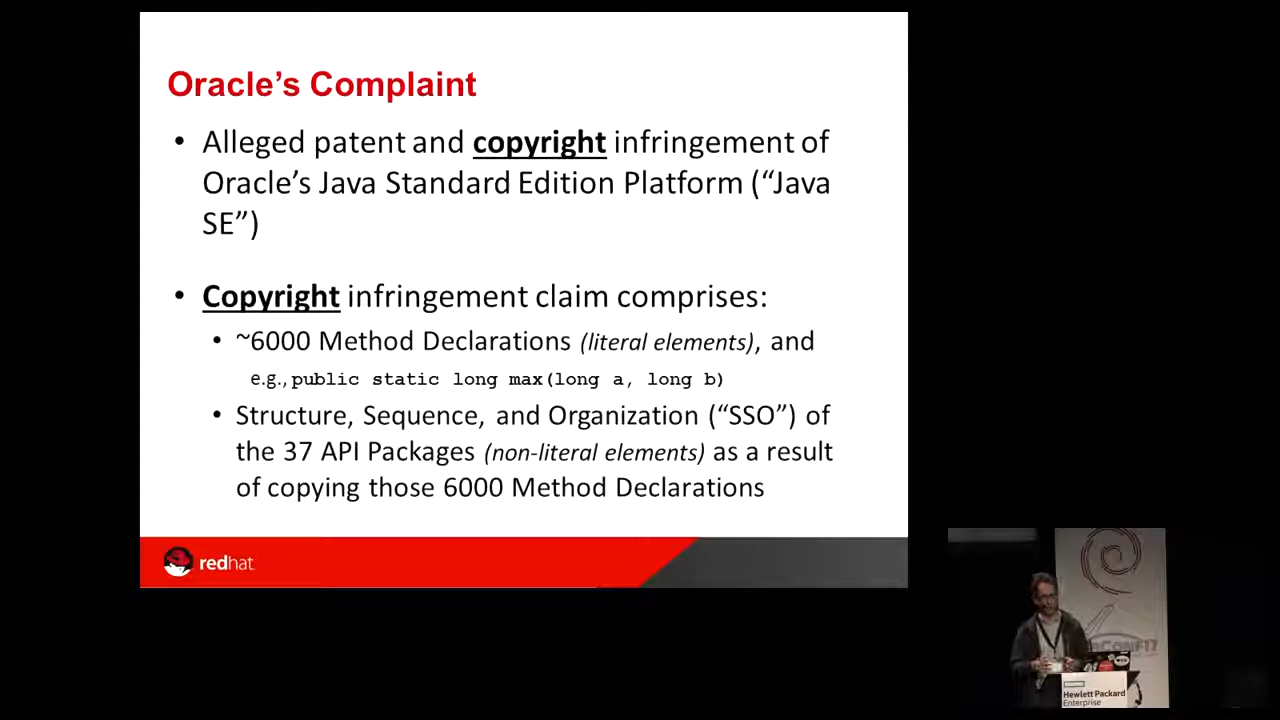 Oracle’s Complaint
• Alleged patent and copyright infringement of
Oracle’s Java Standard Edition Platform (“Java
SE”)
• Copyright infringement claim comprises:
• ~6000 Method Declarations (literal elements), and
e.g., public static long max(long a, long b)
• Structure, Sequence, and Organization (“SSO”) of
the 37 API Packages (non-literal elements) as a result
of copying those 6000 Method Declarations
redhat.
Hewlett Packard
Enterprise